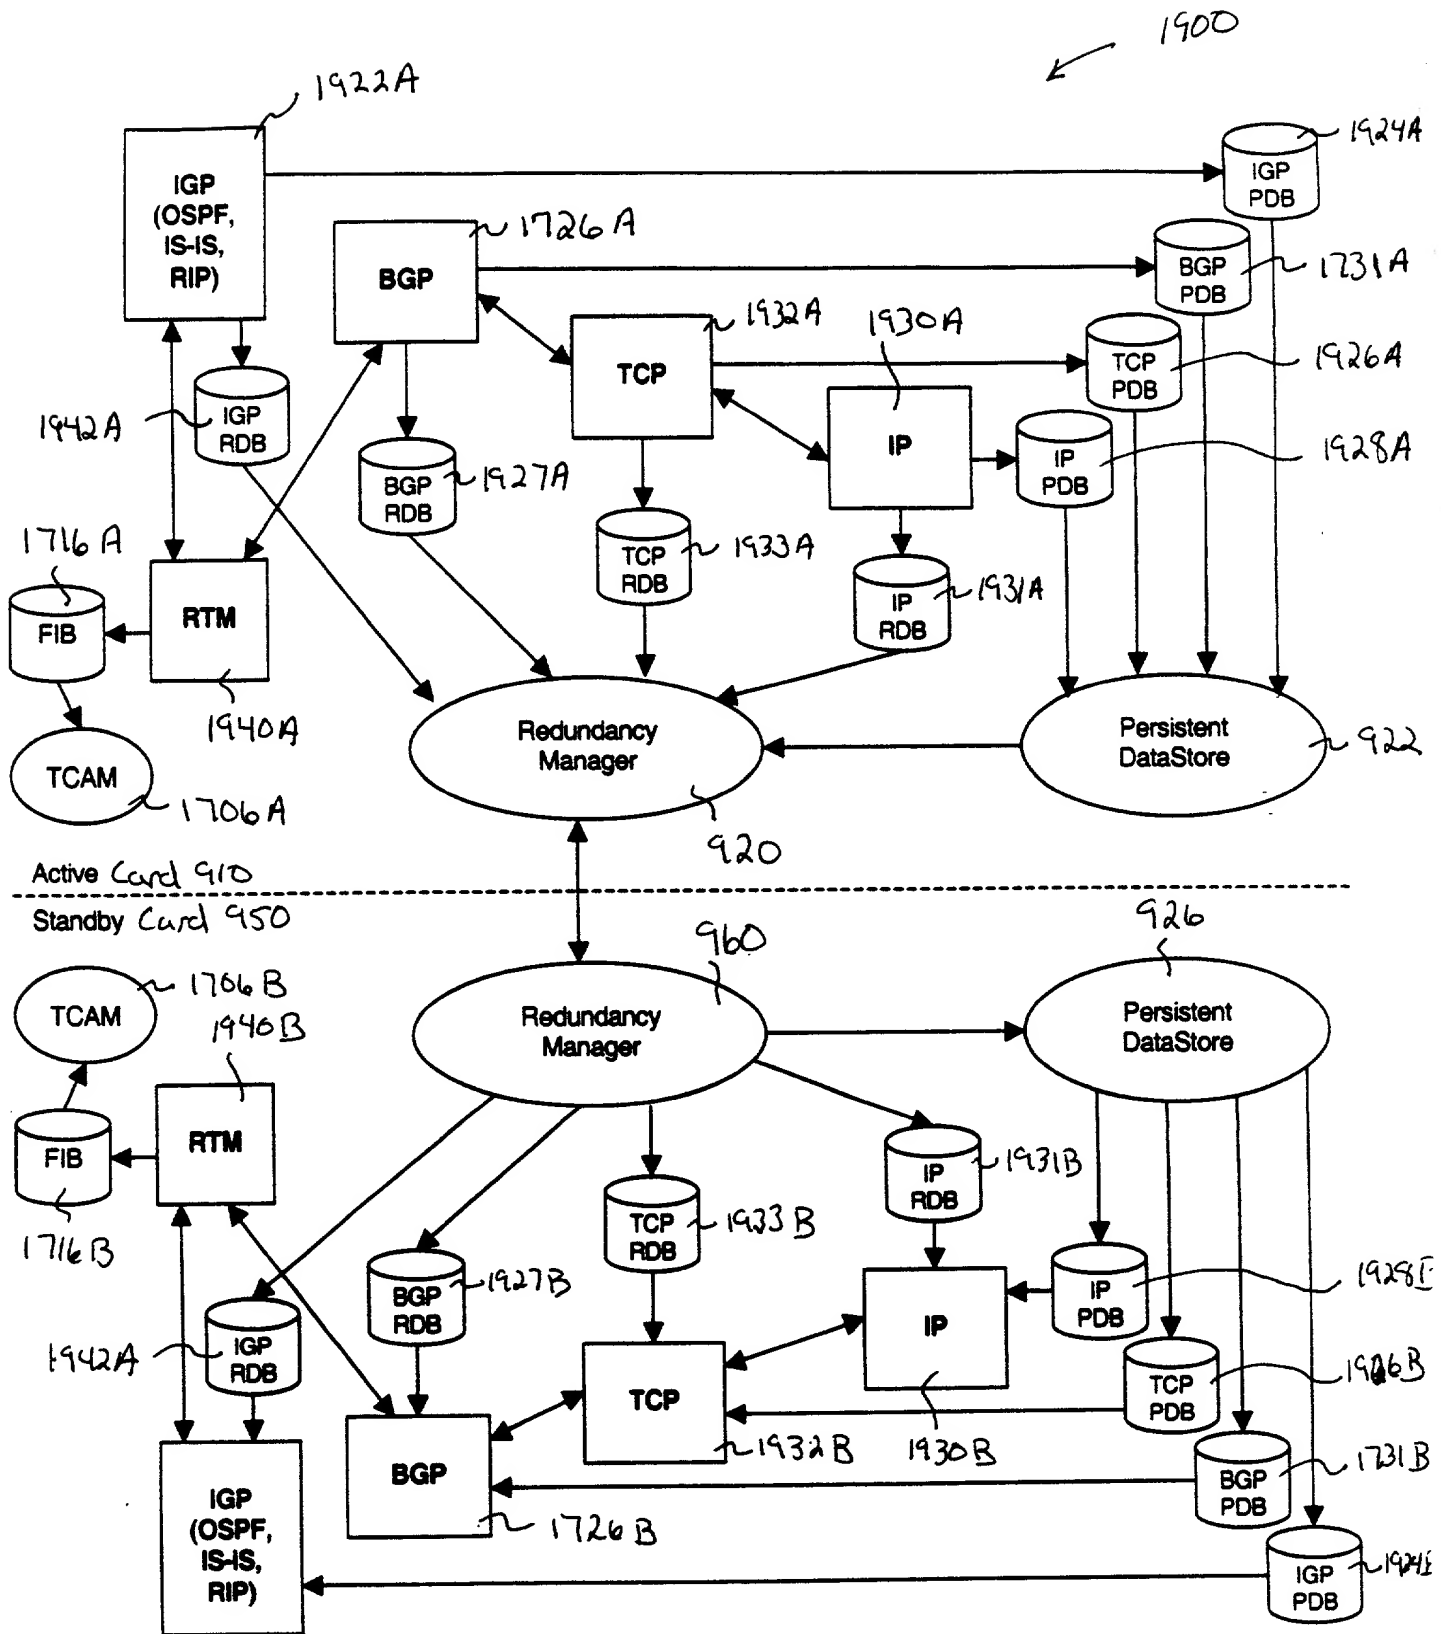 1900
1922A
1924A
IGP
(OSPF,
IS-IS,
RIP)
IGP
PDB
1726A
BGP
BGP
PDB
1731A
1932A
1930A
TCP
TCP
PDB
1926A
1942A
IGP
RDB
IP
IP
PDB
1928A
BGP
RDB
1927A
1716A
TCP
RDB
1933A
FIB
RTM
IP
RDB
1931A
1940A
Redundancy
Manager
Persistent
DataStore
922
TCAM
1706A
920
Active Card 910
Standby Card 950
960
926
1706B
TCAM
1940B
Redundancy
Manager
Persistent
DataStore
FIB
RTM
IP
RDB
1931B
TCP
RDB
1933B
1716B
BGP
RDB
1927B
IP
PDB
IP
1942A
IGP
RDB
TCP
TCP
PDB
1932B
1930B
BGP
BGP
PDB
1731B
1726B
IGP
(OSPF,
IS-IS,
RIP)
IGP
PDB